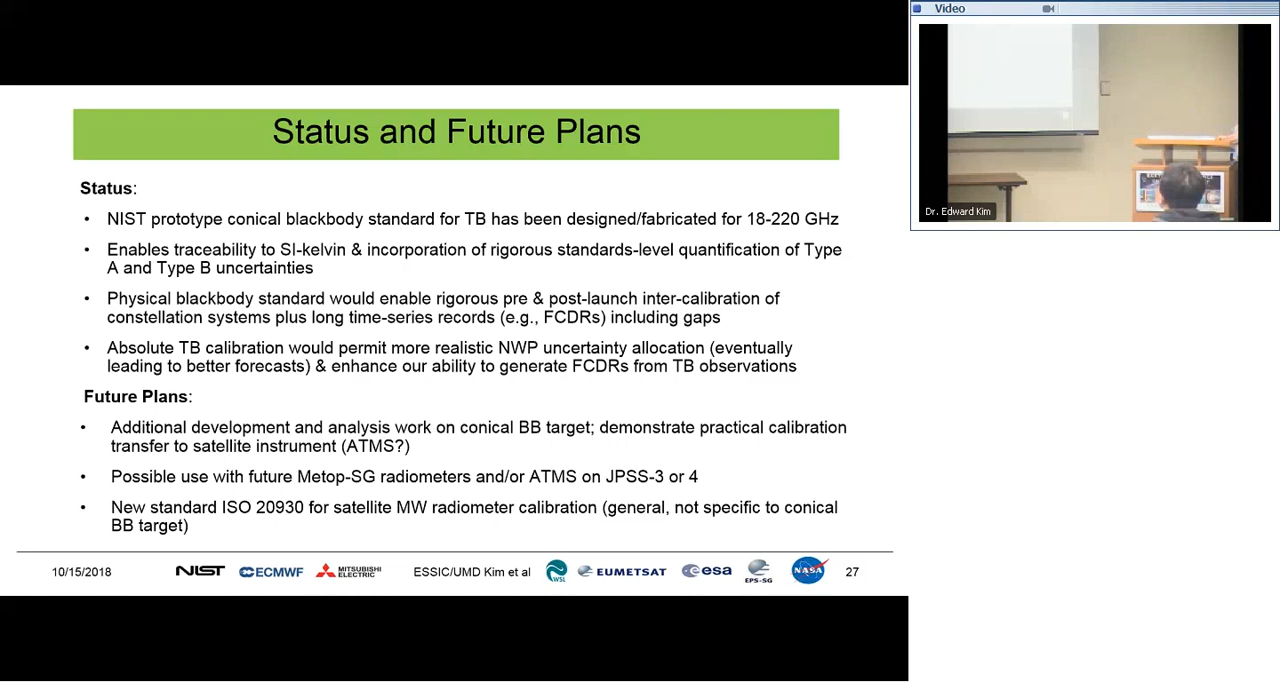 Video
Status and Future Plans
Status:
• NIST prototype conical blackbody standard for TB has been designed/fabricated for 18-220 GHz
• Enables traceability to SI-kelvin & incorporation of rigorous standards-level quantification of Type
A and Type B uncertainties
• Physical blackbody standard would enable rigorous pre & post-launch inter-calibration of
constellation systems plus long time-series records (e.g., FCDRs) including gaps
• Absolute TB calibration would permit more realistic NWP uncertainty allocation (eventually
leading to better forecasts) & enhance our ability to generate FCDRs from TB observations
Future Plans:
• Additional development and analysis work on conical BB target; demonstrate practical calibration
transfer to satellite instrument (ATMS?)
• Possible use with future Metop-SG radiometers and/or ATMS on JPSS-3 or 4
• New standard ISO 20930 for satellite MW radiometer calibration (general, not specific to conical
BB target)
10/15/2018 NIST ECMWF MITSUBISHI ELECTRIC ESSIC/UMD Kim et al WSL EUMETSAT esa EPS-SG NASA 27
Dr. Edward Kim